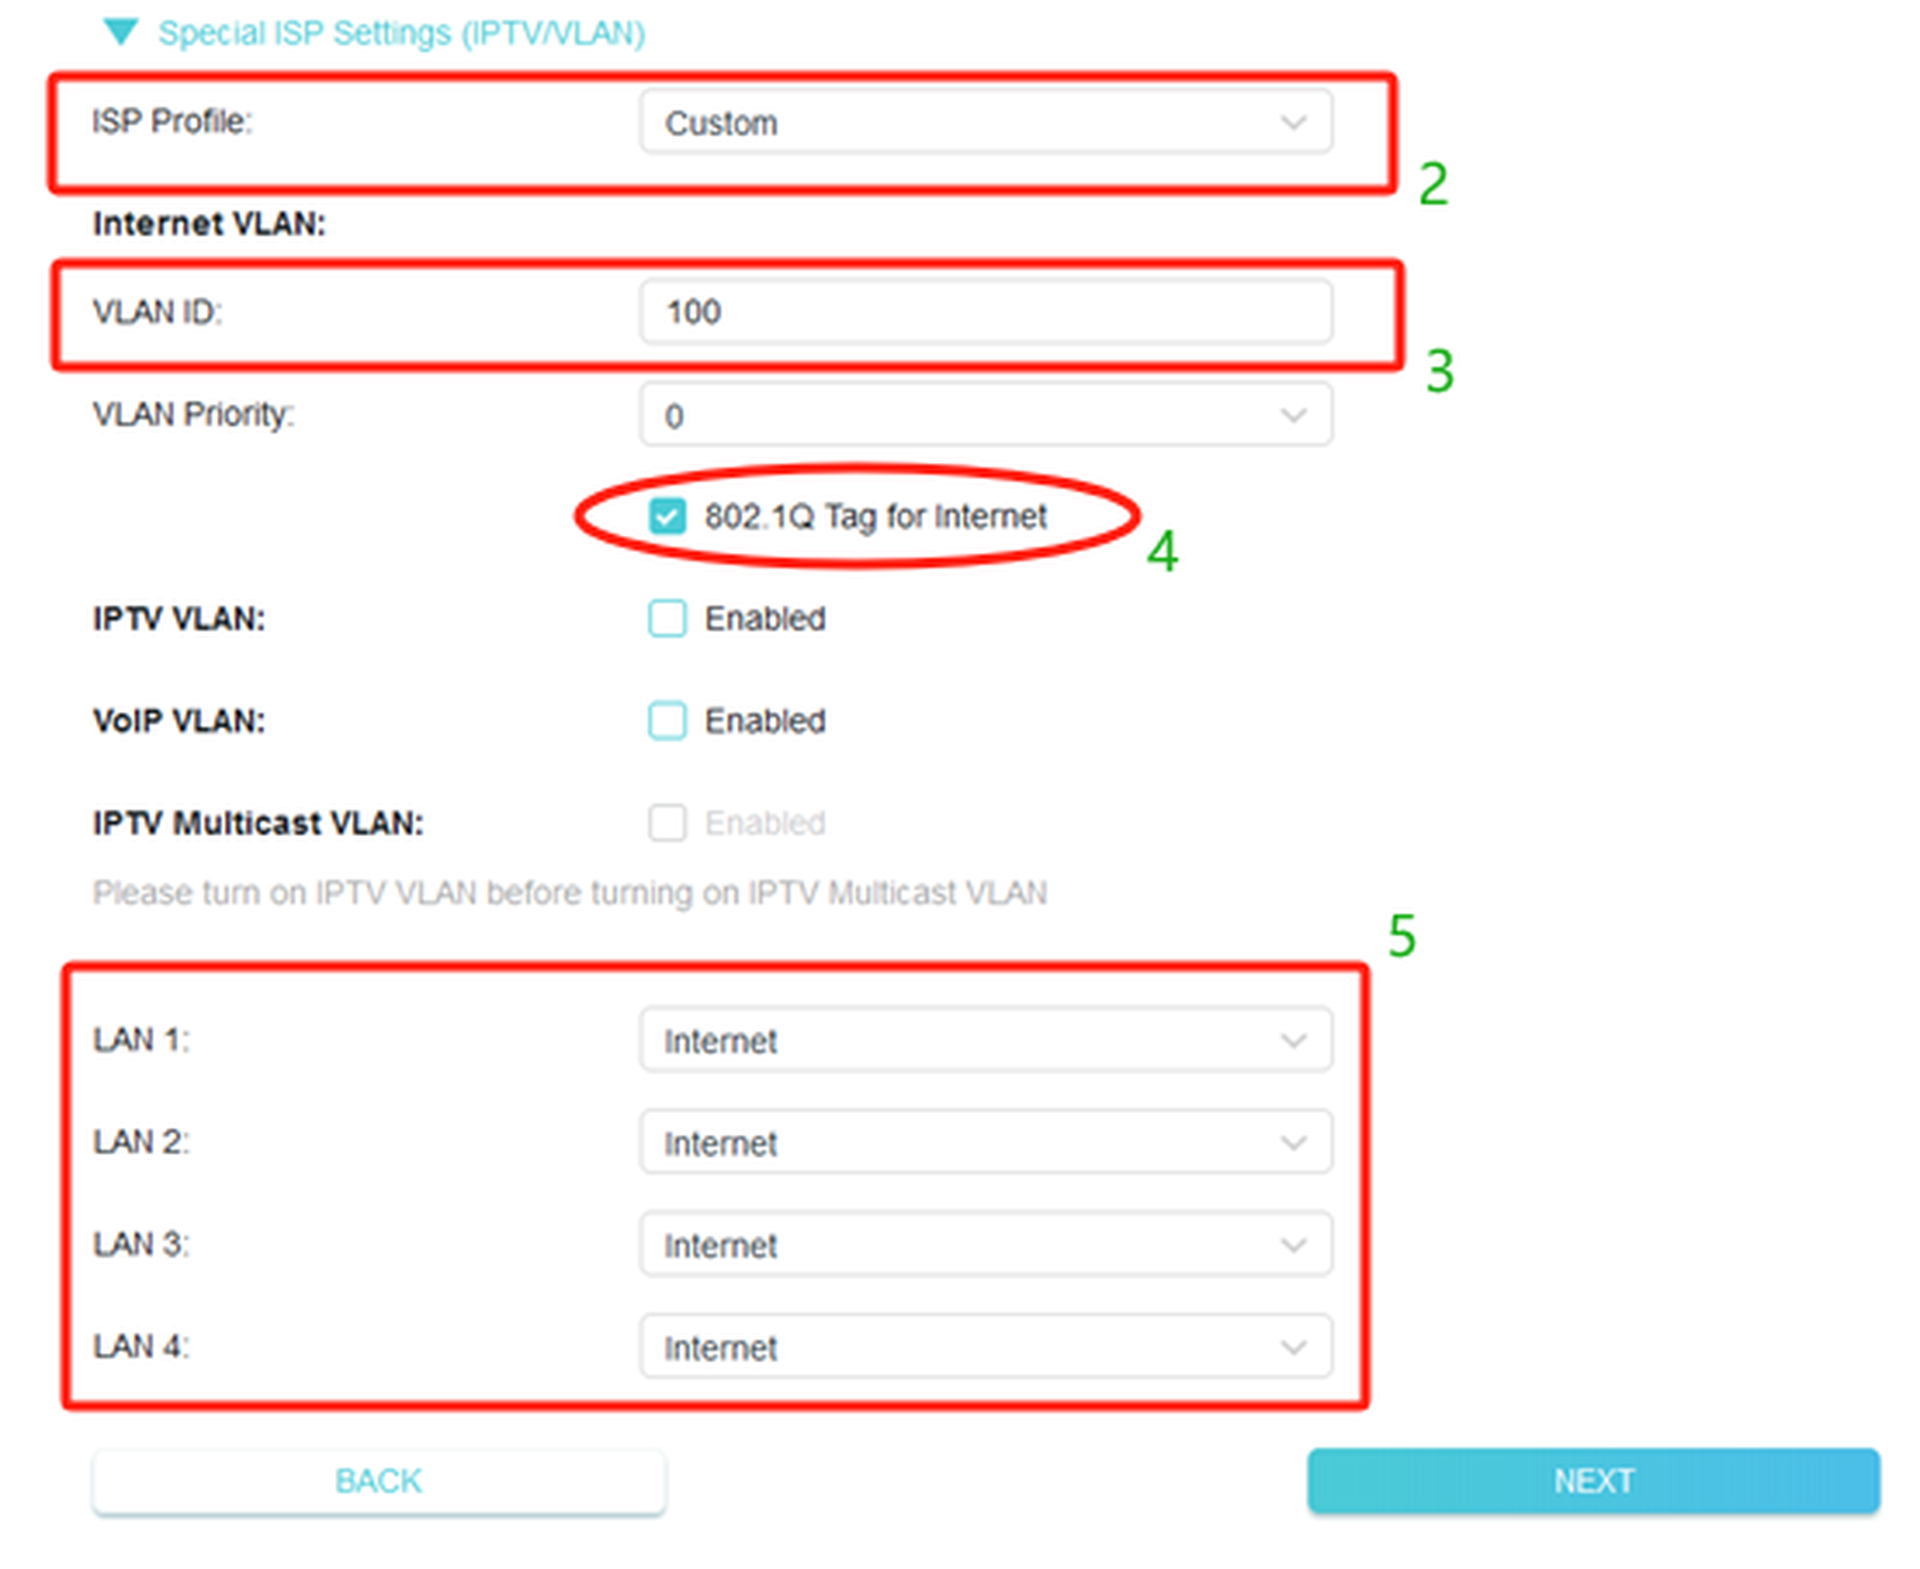 Special ISP Settings (IPTV/VLAN)
ISP Profile: Custom
2
Internet VLAN:
VLAN ID: 100
3
VLAN Priority: 0
802.1Q Tag for Internet
4
IPTV VLAN: Enabled
VoIP VLAN: Enabled
IPTV Multicast VLAN: Enabled
Please turn on IPTV VLAN before turning on IPTV Multicast VLAN
5
LAN 1: Internet
LAN 2: Internet
LAN 3: Internet
LAN 4: Internet
BACK NEXT